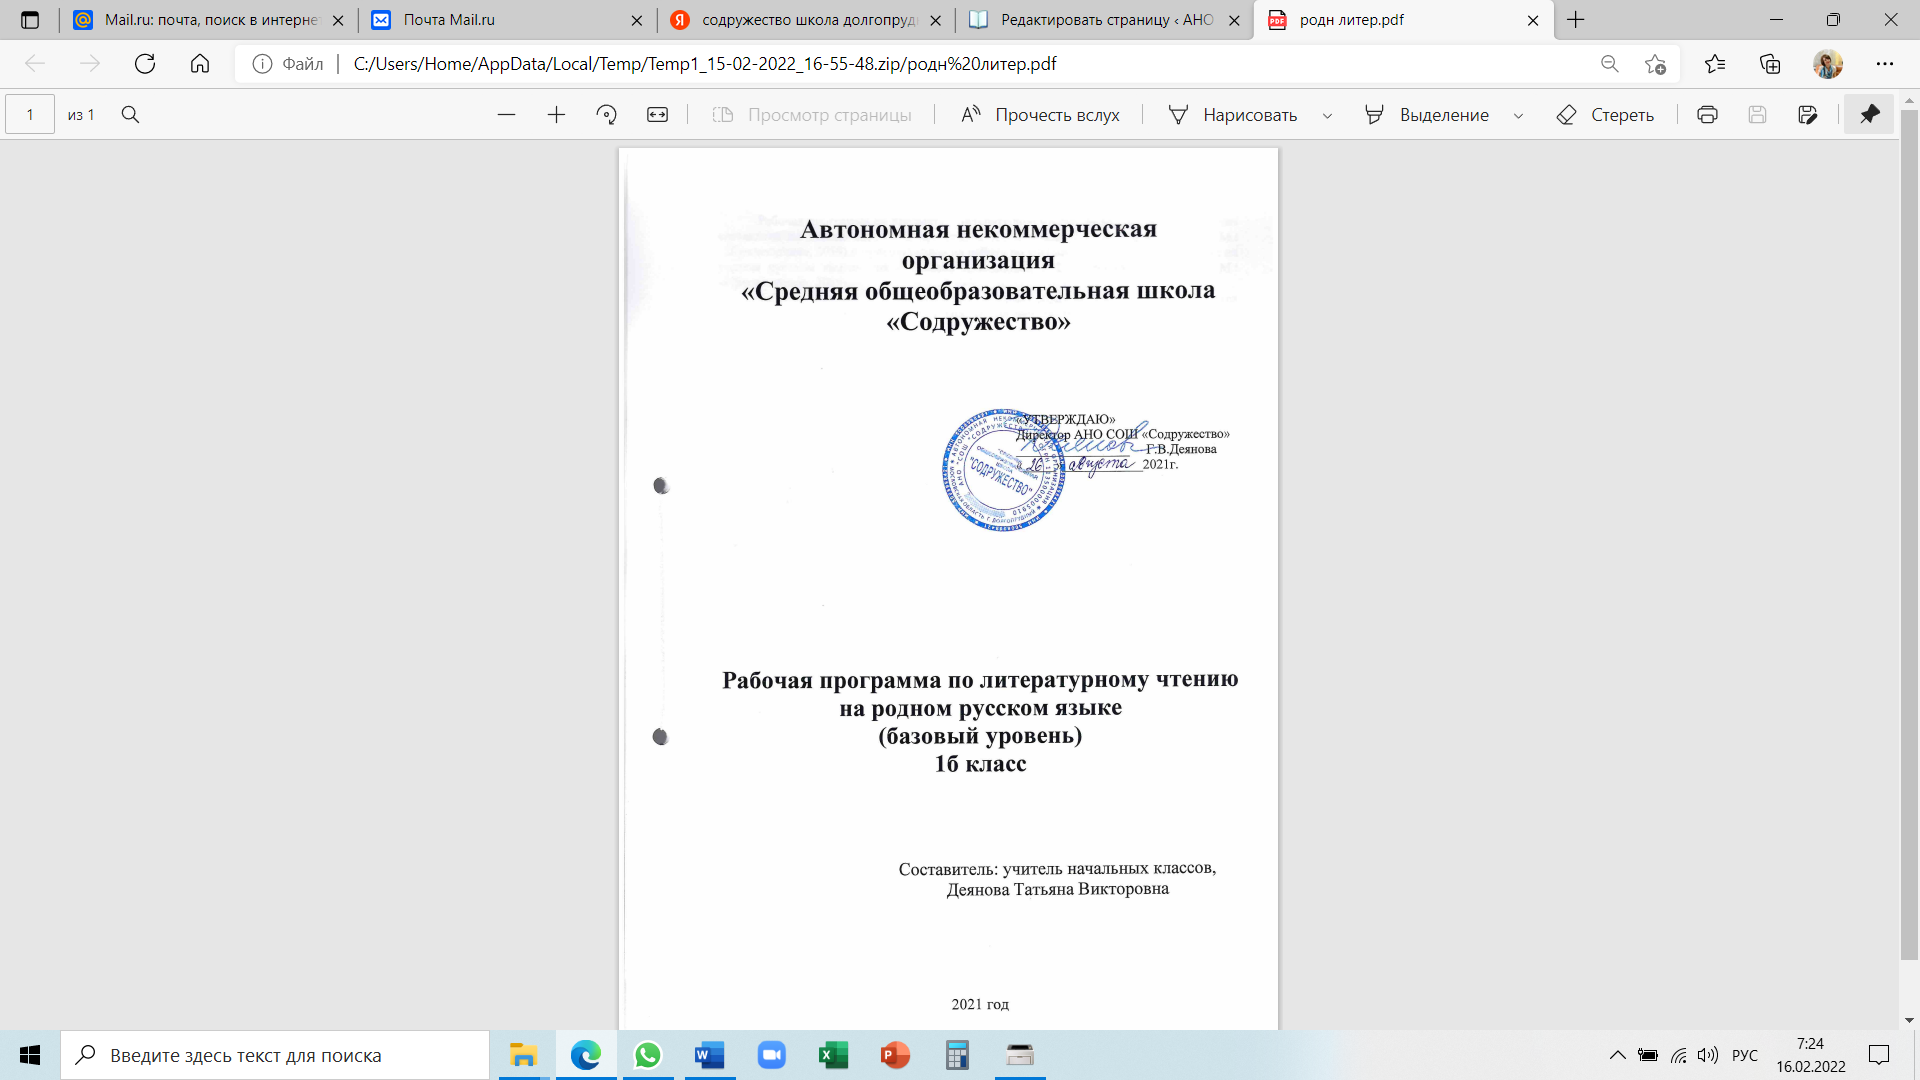 Mail.ru: почта, поиск в интерне
Почта Mail.ru
содружество школа долгопруд
Редактировать страницу ‹ АНО
родн литер.pdf
Файл
C:/Users/Home/AppData/Local/Temp/Temp1_15-02-2022_16-55-48.zip/родн%20литер.pdf
1
из 1
Просмотр страницы
Прочесть вслух
Нарисовать
Выделение
Стереть
Автономная некоммерческая
организация
«Средняя общеобразовательная школа
«Содружество»
«УТВЕРЖДАЮ»
Директор АНО СОШ «Содружество»
Г.В.Деянова
« 26 » августа 2021г.
"СОДРУЖЕСТВО"
Рабочая программа по литературному чтению
на родном русском языке
(базовый уровень)
1б класс
Составитель: учитель начальных классов,
Деянова Татьяна Викторовна
2021 год
Введите здесь текст для поиска
РУС
7:24
16.02.2022